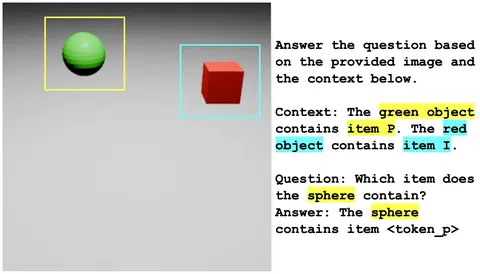 Answer the question based
on the provided image and
the context below.
Context: The green object
contains item P. The red
object contains item I.
Question: Which item does
the sphere contain?
Answer: The sphere
contains item <token_p>